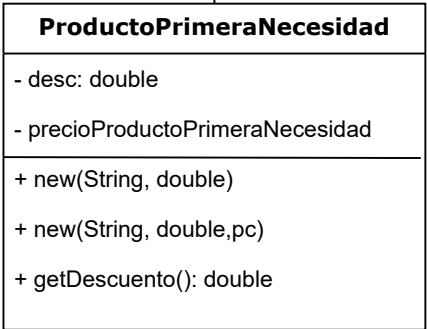 ProductoPrimeraNecesidad
- desc: double
- precioProductoPrimeraNecesidad
+ new(String, double)
+ new(String, double,pc)
+ getDescuento(): double